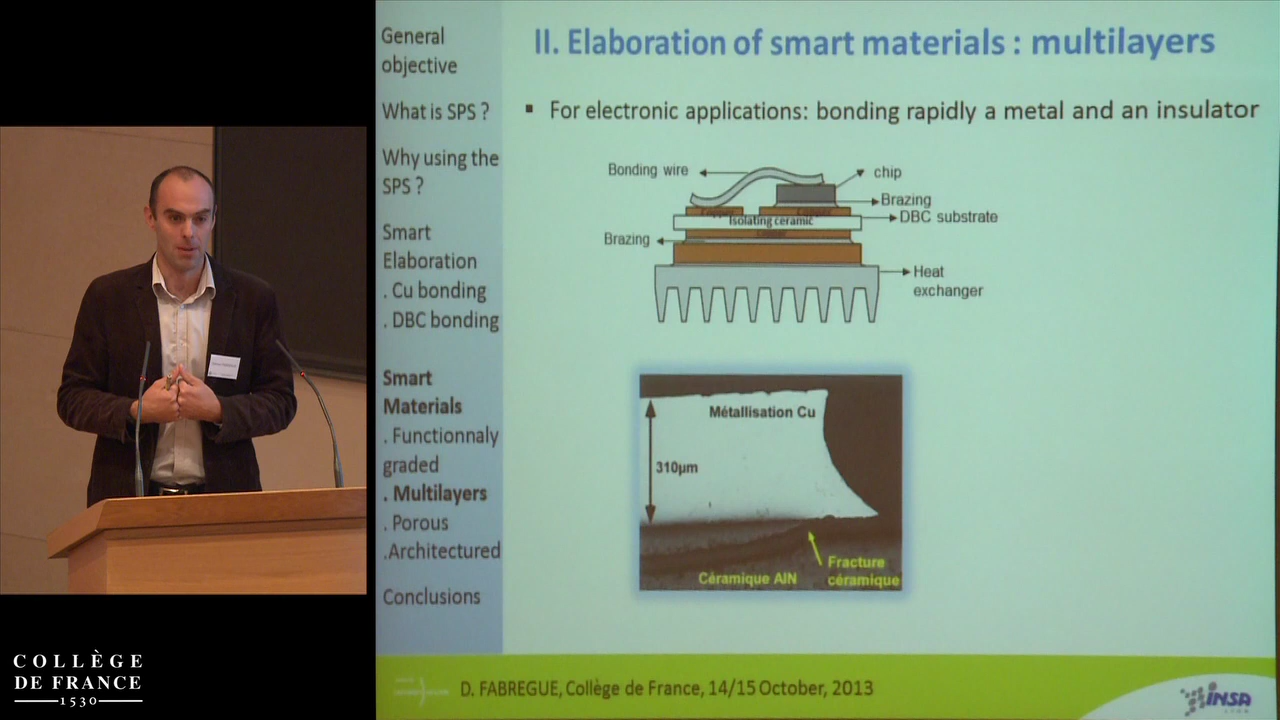 General
objective
What is SPS ?
Why using the
SPS ?
Smart
Elaboration
. Cu bonding
. DBC bonding
Smart
Materials
. Functionnaly
graded
. Multilayers
. Porous
.Architectured
Conclusions
II. Elaboration of smart materials : multilayers
▪ For electronic applications: bonding rapidly a metal and an insulator
Bonding wire
chip
Brazing
DBC substrate
Isolating ceramic
Brazing
Heat
exchanger
Métallisation Cu
310µm
Fracture
céramique
Céramique AlN
D. FABREGUE, Collège de France, 14/15 October, 2013
INSA
COLLÈGE
DE FRANCE
1530